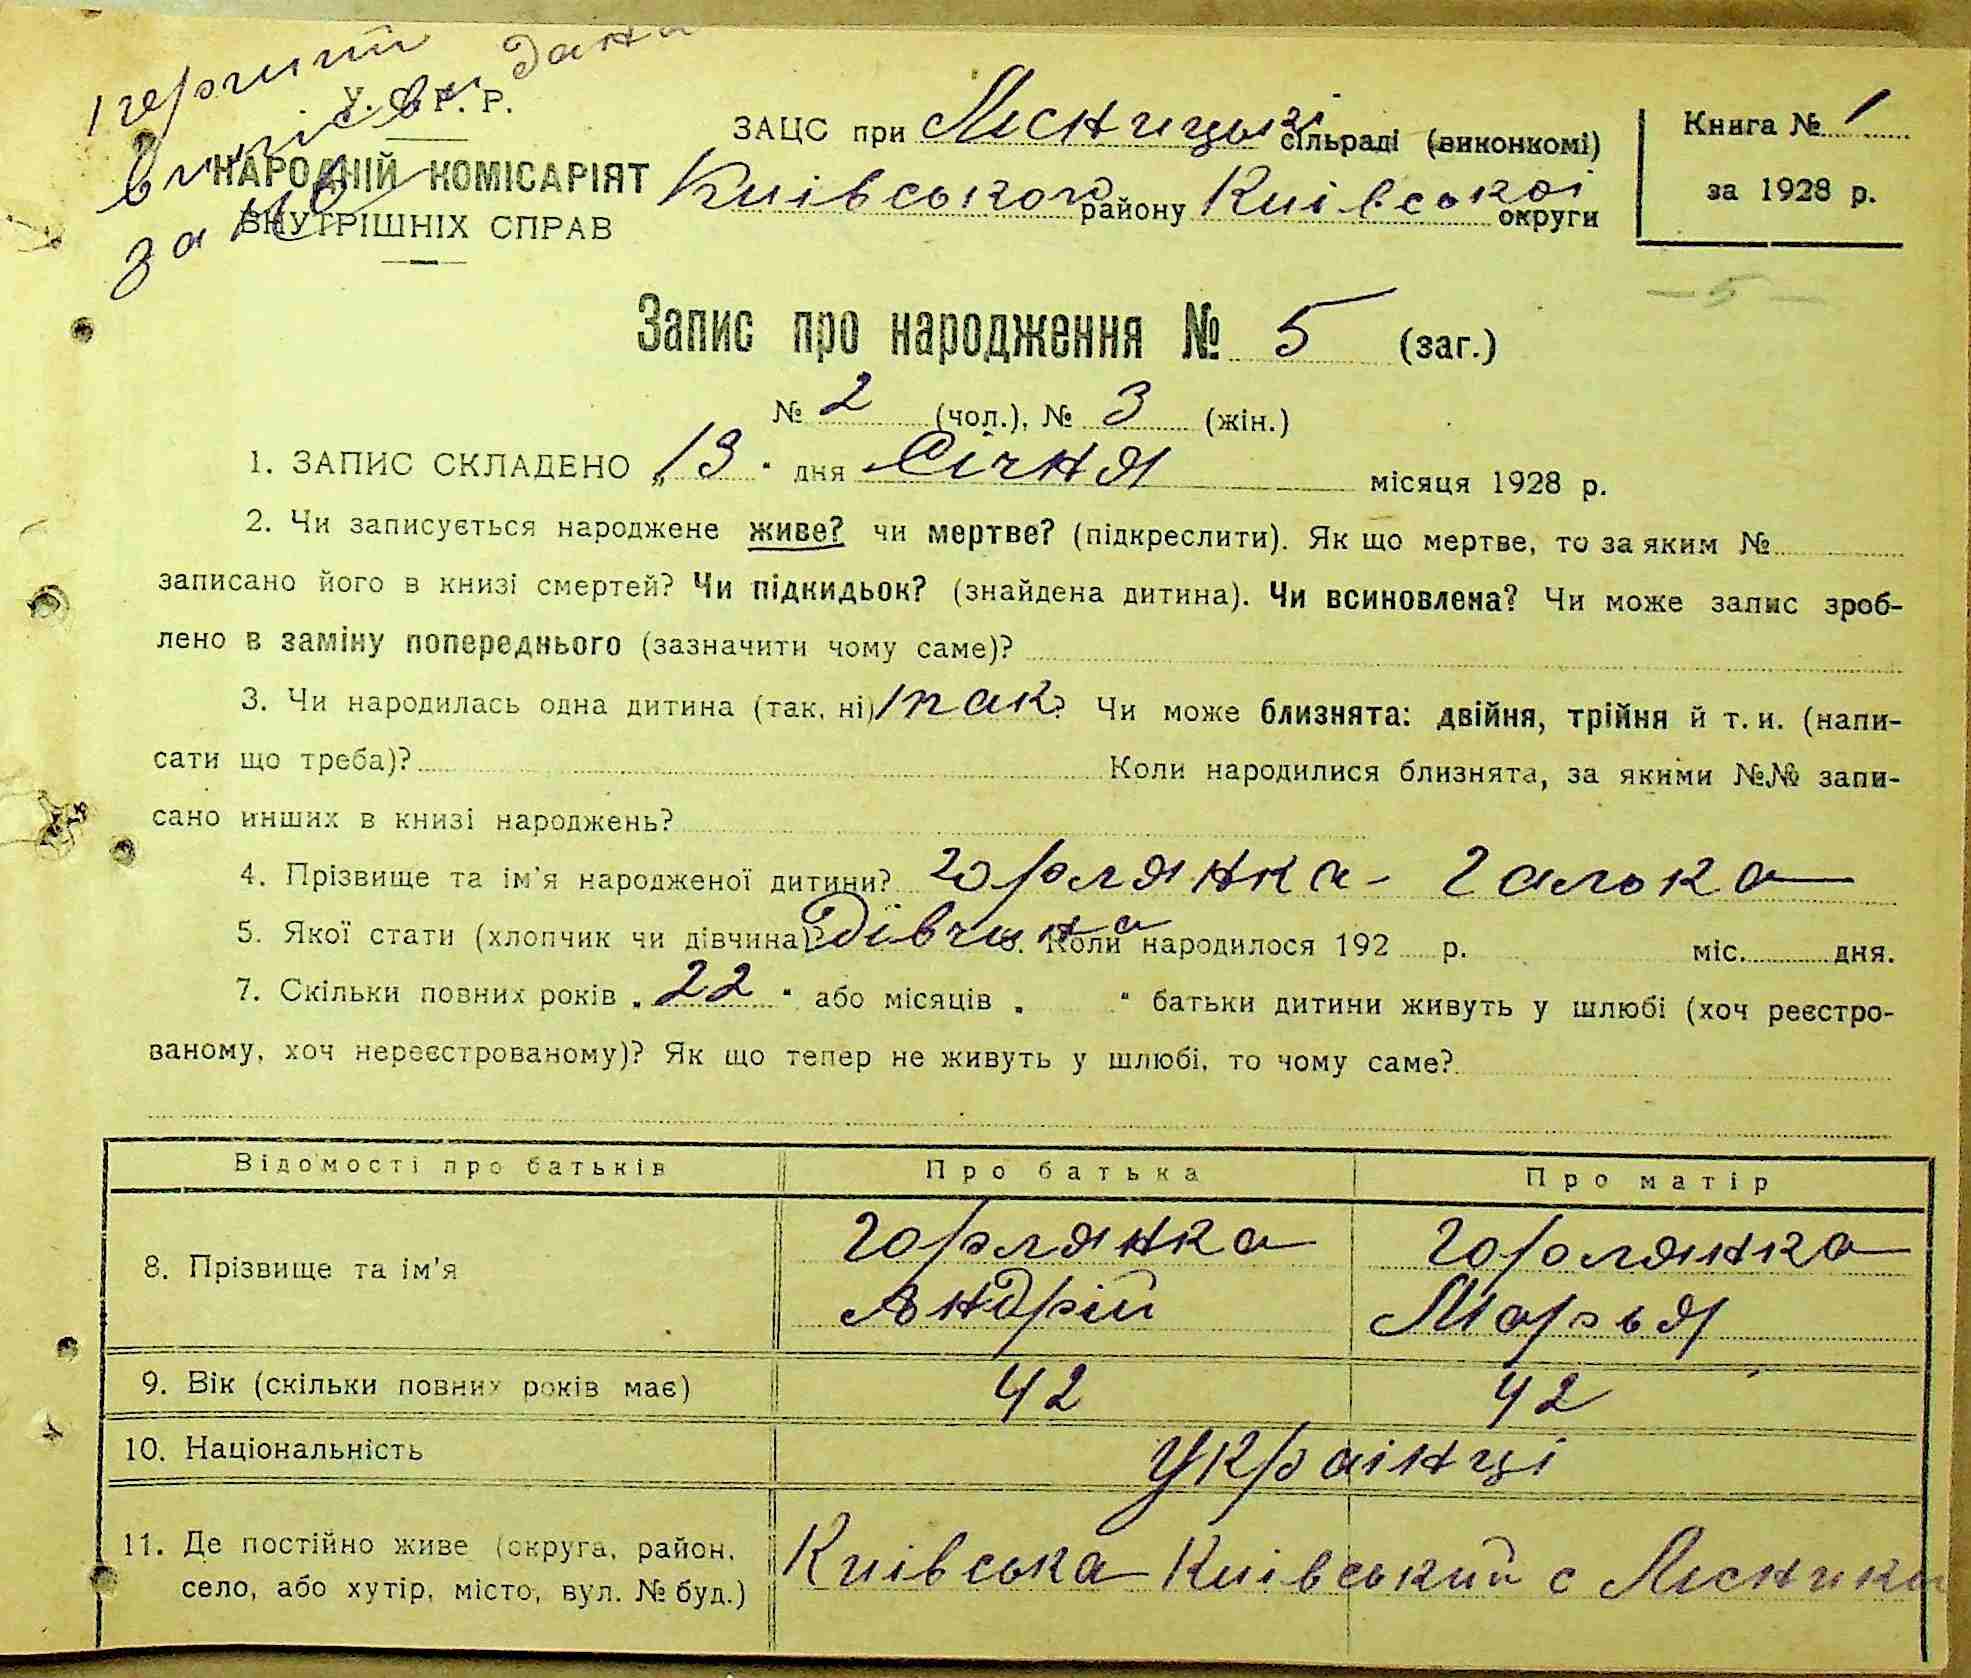 У. С. Р. Р.
НАРОДНІЙ КОМІСАРІЯТ
ВНУТРІШНІХ СПРАВ
ЗАЦС при Лісницькі сільраді (виконкомі)
Київського району Київської округи
Книга № 1
за 1928 р.
— 5 —
Запис про народження № 5 (заг.)
№ 2 (чол.), № 3 (жін.)
1. ЗАПИС СКЛАДЕНО „13" дня Січня місяця 1928 р.
2. Чи записується народжене живе? чи мертве? (підкреслити). Як що мертве, то за яким №
записано його в книзі смертей? Чи підкидьок? (знайдена дитина). Чи всиновлена? Чи може запис зроб-
лено в заміну попереднього (зазначити чому саме)?
3. Чи народилась одна дитина (так, ні) так? Чи може близнята: двійня, трійня й т. и. (напи-
сати що треба)? Коли народилися близнята, за якими №№ запи-
сано инших в книзі народжень?
4. Прізвище та ім'я народженої дитини? Горлянка - Галька
5. Якої стати (хлопчик чи дівчина)? Дівчина 6. Коли народилося 192 р. міс. дня.
7. Скільки повних років „22" або місяців „ " батьки дитини живуть у шлюбі (хоч реєстро-
ваному, хоч нереєстрованому)? Як що тепер не живуть у шлюбі, то чому саме?
Відомості про батьків Про батька Про матір
8. Прізвище та ім'я Горлянка Андрій Горлянка Марья
9. Вік (скільки повних років має) 42 42
10. Національність Українці
11. Де постійно живе (округа, район,
село, або хутір, місто, вул. № буд.) Київська Київський с Лісники